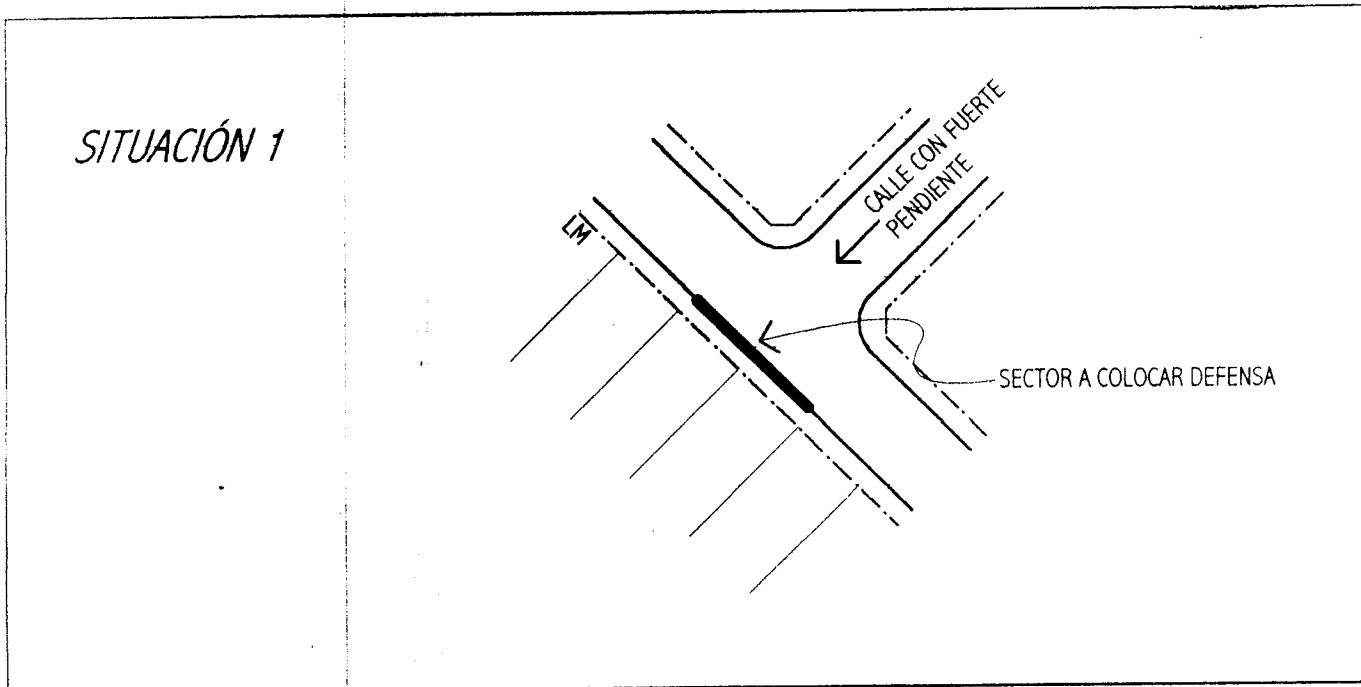 SITUACIÓN 1
LM
CALLE CON FUERTE
PENDIENTE
SECTOR A COLOCAR DEFENSA